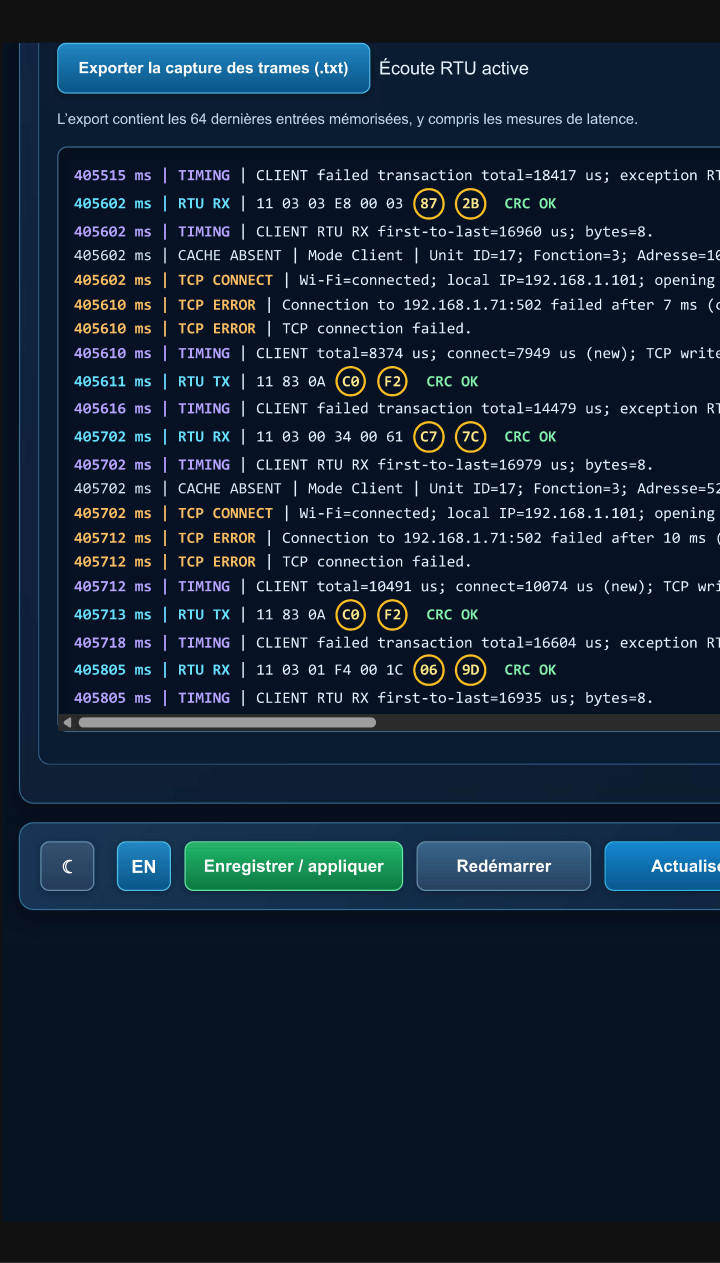 Exporter la capture des trames (.txt) Écoute RTU active
L'export contient les 64 dernières entrées mémorisées, y compris les mesures de latence.
405515 ms | TIMING | CLIENT failed transaction total=18417 us; exception RT
405602 ms | RTU RX | 11 03 03 E8 00 03 87 2B CRC OK
405602 ms | TIMING | CLIENT RTU RX first-to-last=16960 us; bytes=8.
405602 ms | CACHE ABSENT | Mode Client | Unit ID=17; Fonction=3; Adresse=10
405602 ms | TCP CONNECT | Wi-Fi=connected; local IP=192.168.1.101; opening
405610 ms | TCP ERROR | Connection to 192.168.1.71:502 failed after 7 ms (c
405610 ms | TCP ERROR | TCP connection failed.
405610 ms | TIMING | CLIENT total=8374 us; connect=7949 us (new); TCP write
405611 ms | RTU TX | 11 83 0A C0 F2 CRC OK
405616 ms | TIMING | CLIENT failed transaction total=14479 us; exception RT
405702 ms | RTU RX | 11 03 00 34 00 61 C7 7C CRC OK
405702 ms | TIMING | CLIENT RTU RX first-to-last=16979 us; bytes=8.
405702 ms | CACHE ABSENT | Mode Client | Unit ID=17; Fonction=3; Adresse=52
405702 ms | TCP CONNECT | Wi-Fi=connected; local IP=192.168.1.101; opening
405712 ms | TCP ERROR | Connection to 192.168.1.71:502 failed after 10 ms (
405712 ms | TCP ERROR | TCP connection failed.
405712 ms | TIMING | CLIENT total=10491 us; connect=10074 us (new); TCP wri
405713 ms | RTU TX | 11 83 0A C0 F2 CRC OK
405718 ms | TIMING | CLIENT failed transaction total=16604 us; exception RT
405805 ms | RTU RX | 11 03 01 F4 00 1C 06 9D CRC OK
405805 ms | TIMING | CLIENT RTU RX first-to-last=16935 us; bytes=8.
EN Enregistrer / appliquer Redémarrer Actualise